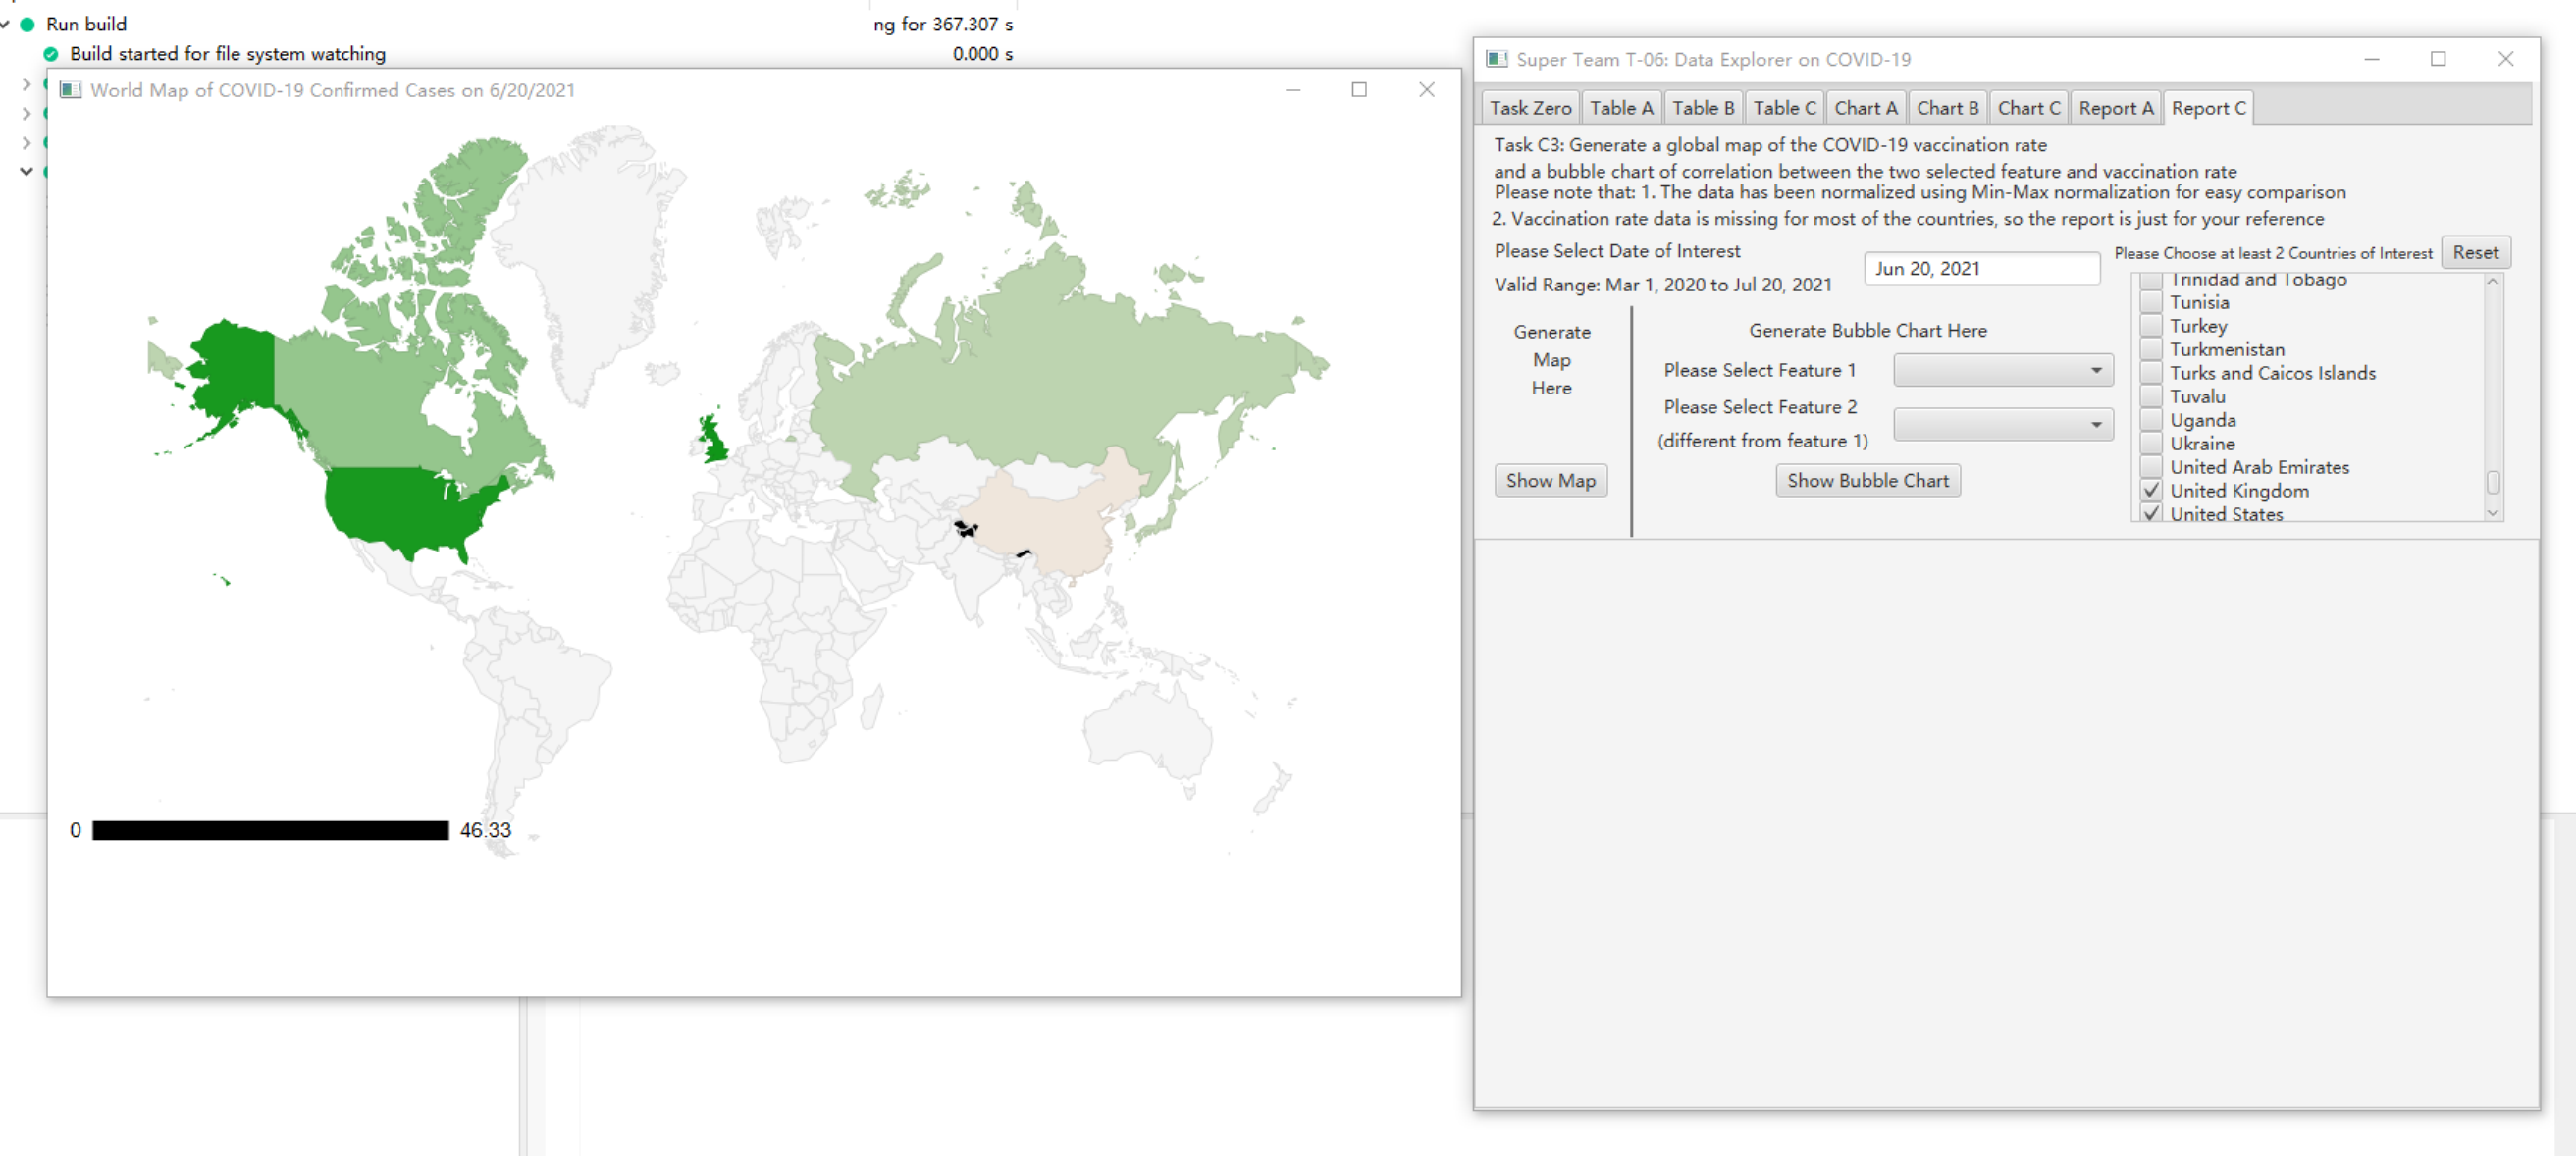 Run build
ng for 367.307 s
Build started for file system watching
0.000 s
World Map of COVID-19 Confirmed Cases on 6/20/2021
0
46.33
Super Team T-06: Data Explorer on COVID-19
Task Zero
Table A
Table B
Table C
Chart A
Chart B
Chart C
Report A
Report C
Task C3: Generate a global map of the COVID-19 vaccination rate
and a bubble chart of correlation between the two selected feature and vaccination rate
Please note that: 1. The data has been normalized using Min-Max normalization for easy comparison
2. Vaccination rate data is missing for most of the countries, so the report is just for your reference
Please Select Date of Interest
Valid Range: Mar 1, 2020 to Jul 20, 2021
Jun 20, 2021
Please Choose at least 2 Countries of Interest
Reset
Generate
Map
Here
Show Map
Generate Bubble Chart Here
Please Select Feature 1
Please Select Feature 2
(different from feature 1)
Show Bubble Chart
Trinidad and Tobago
Tunisia
Turkey
Turkmenistan
Turks and Caicos Islands
Tuvalu
Uganda
Ukraine
United Arab Emirates
United Kingdom
United States